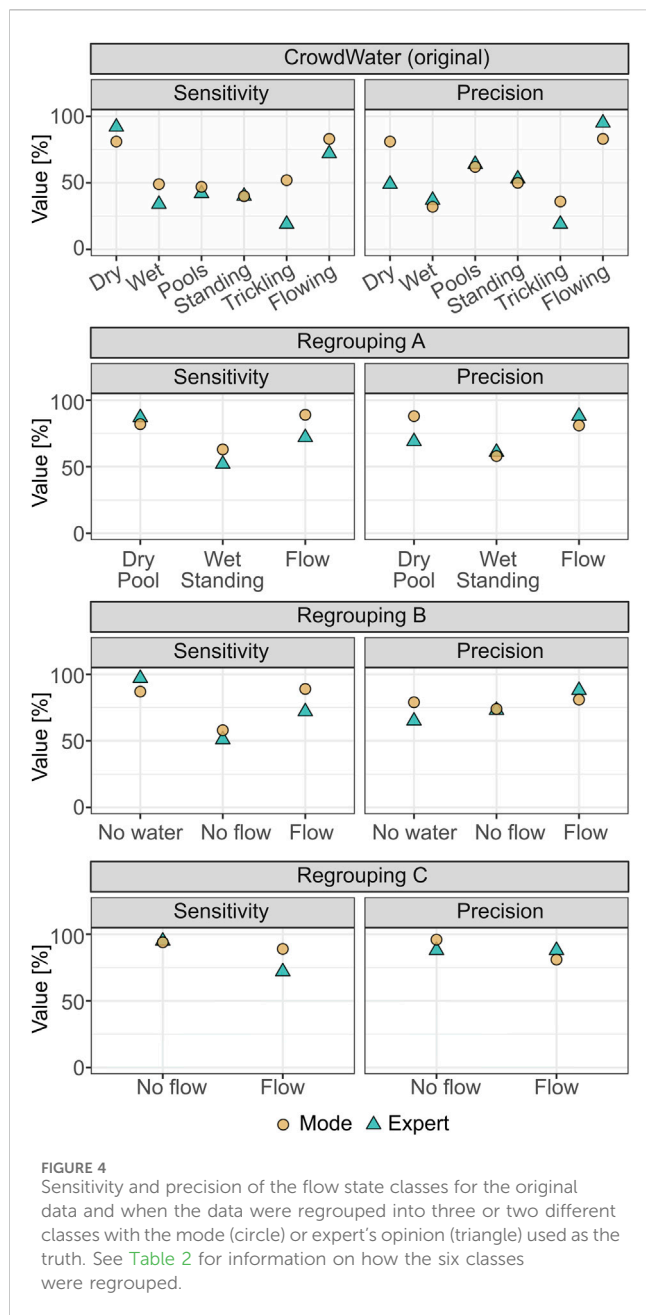 CrowdWater (original)
Sensitivity
Precision
Value [%]
100
50
0
Dry
Wet
Pools
Standing
Trickling
Flowing
Dry
Wet
Pools
Standing
Trickling
Flowing
Regrouping A
Sensitivity
Precision
Value [%]
100
50
0
Dry
Pool
Wet
Standing
Flow
Dry
Pool
Wet
Standing
Flow
Regrouping B
Sensitivity
Precision
Value [%]
100
50
0
No water
No flow
Flow
No water
No flow
Flow
Regrouping C
Sensitivity
Precision
Value [%]
100
50
0
No flow
Flow
No flow
Flow
Mode
Expert
FIGURE 4
Sensitivity and precision of the flow state classes for the original
data and when the data were regrouped into three or two different
classes with the mode (circle) or expert's opinion (triangle) used as the
truth. See Table 2 for information on how the six classes
were regrouped.